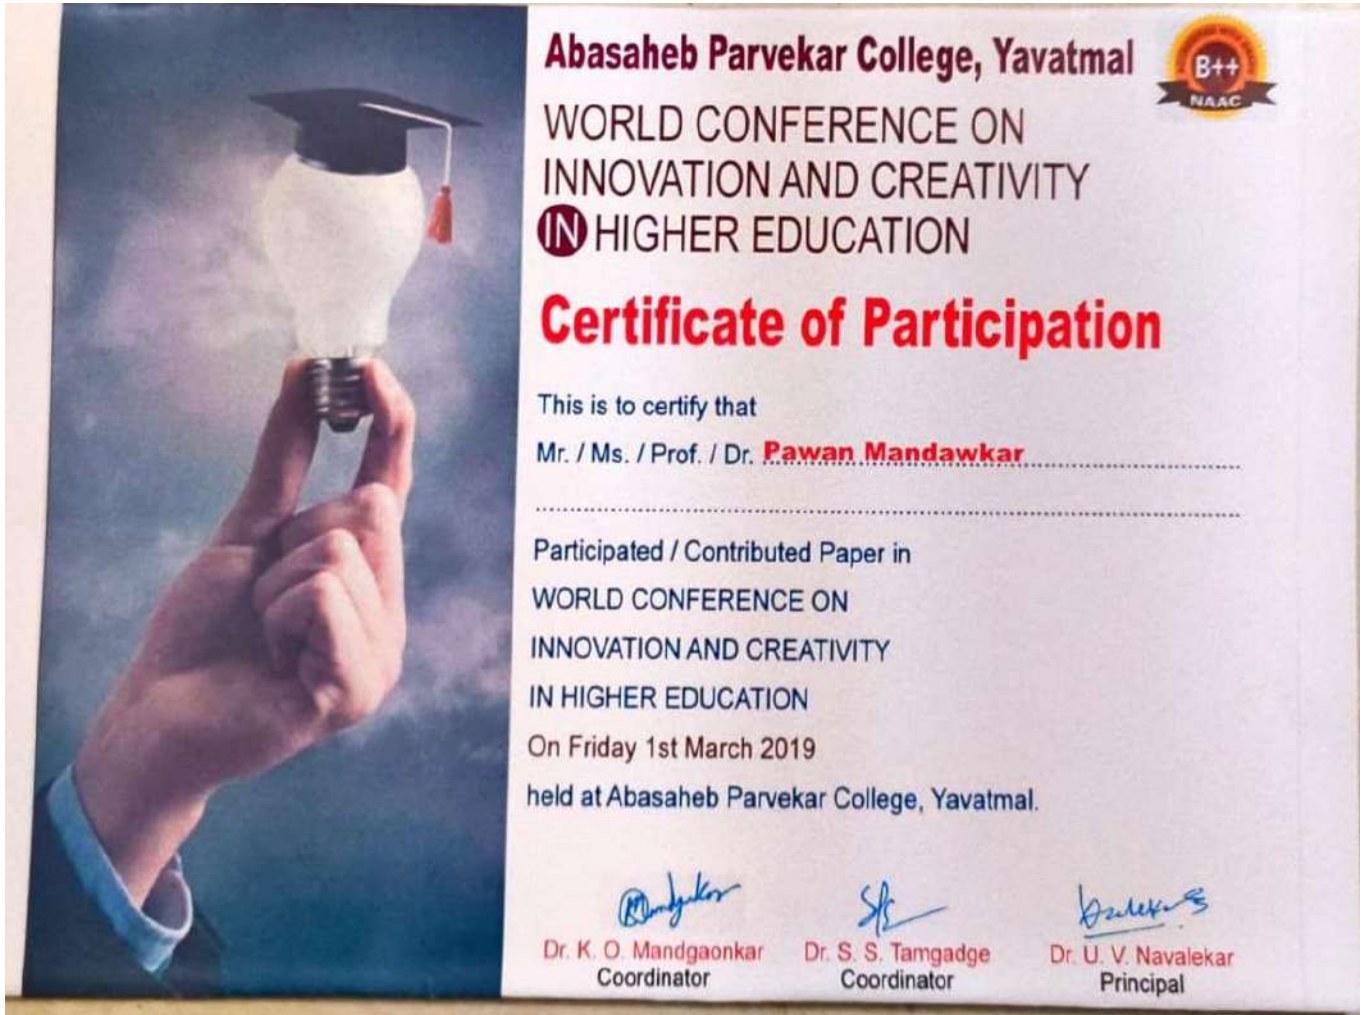 Abasaheb Parvekar College, Yavatmal
B++
NAAC
WORLD CONFERENCE ON
INNOVATION AND CREATIVITY
IN HIGHER EDUCATION
Certificate of Participation
This is to certify that
Mr. / Ms. / Prof. / Dr. Pawan Mandawkar
Participated / Contributed Paper in
WORLD CONFERENCE ON
INNOVATION AND CREATIVITY
IN HIGHER EDUCATION
On Friday 1st March 2019
held at Abasaheb Parvekar College, Yavatmal.
Dr. K. O. Mandgaonkar
Coordinator
Dr. S. S. Tamgadge
Coordinator
Dr. U. V. Navalekar
Principal